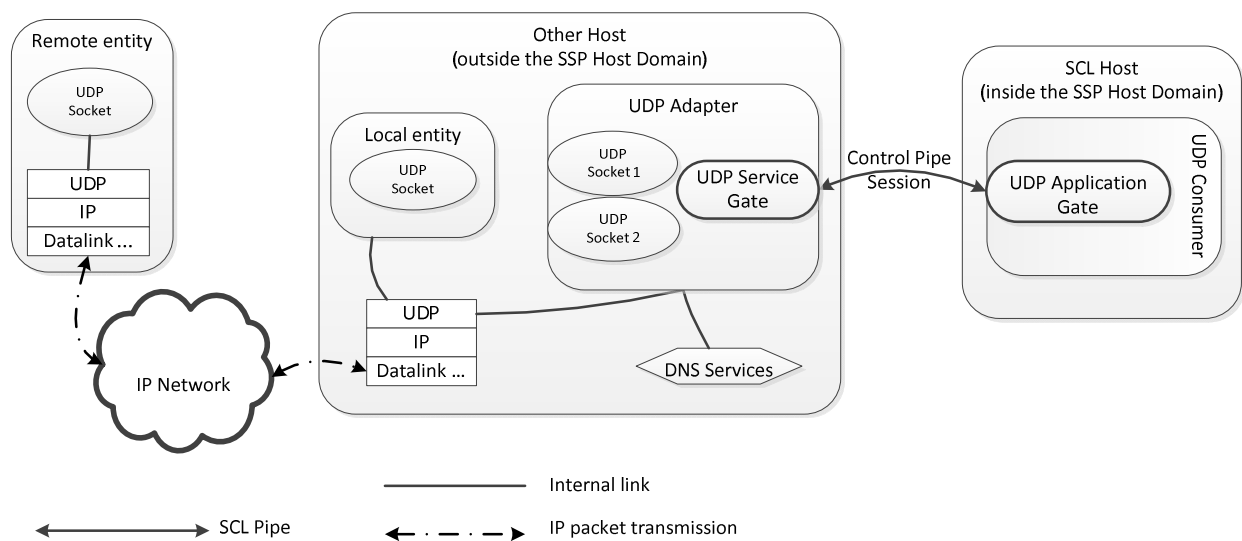 Remote entity
UDP
Socket
UDP
IP
Datalink ...
IP Network
Other Host
(outside the SSP Host Domain)
Local entity
UDP
Socket
UDP Adapter
UDP
Socket 1
UDP
Socket 2
UDP Service
Gate
UDP
IP
Datalink ...
DNS Services
Control Pipe
Session
SCL Host
(inside the SSP Host Domain)
UDP Application
Gate
UDP Consumer
Internal link
SCL Pipe
IP packet transmission